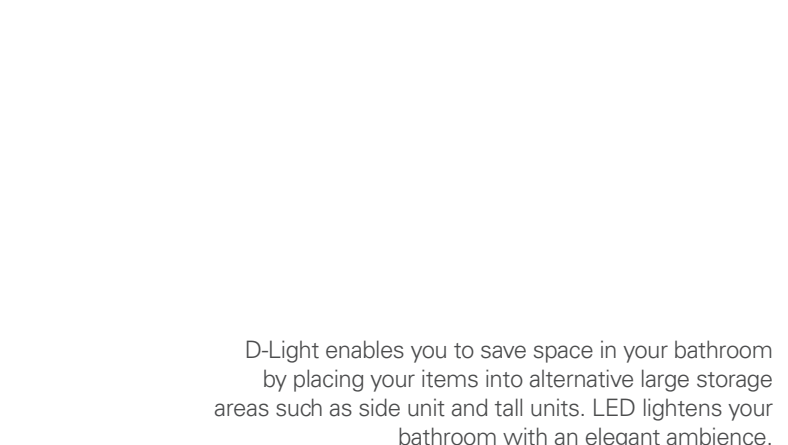 D-Light enables you to save space in your bathroom
by placing your items into alternative large storage
areas such as side unit and tall units. LED lightens your
bathroom with an elegant ambience.